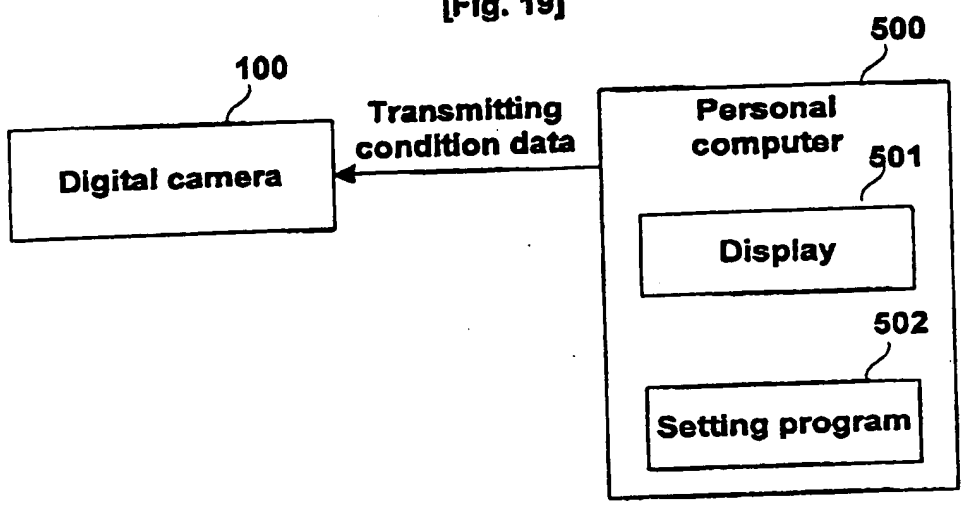 [Fig. 19]
500
100
Transmitting
condition data
Personal
computer
Digital camera
501
Display
502
Setting program